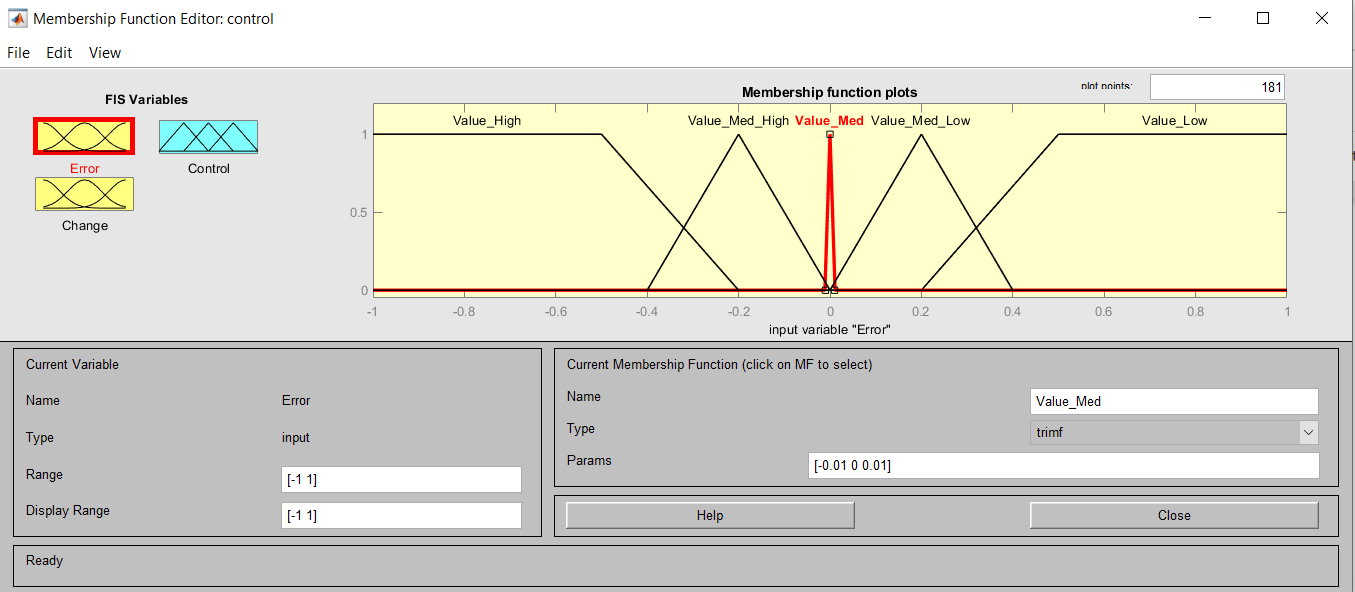 Membership Function Editor: control
File Edit View
FIS Variables
Error
Control
Change
plot points:
181
Membership function plots
Value_High
Value_Med_High
Value_Med
Value_Med_Low
Value_Low
1
0.5
0
-1 -0.8 -0.6 -0.4 -0.2 0 0.2 0.4 0.6 0.8 1
input variable "Error"
Current Variable
Name Error
Type input
Range [-1 1]
Display Range [-1 1]
Current Membership Function (click on MF to select)
Name Value_Med
Type trimf
Params [-0.01 0 0.01]
Help Close
Ready